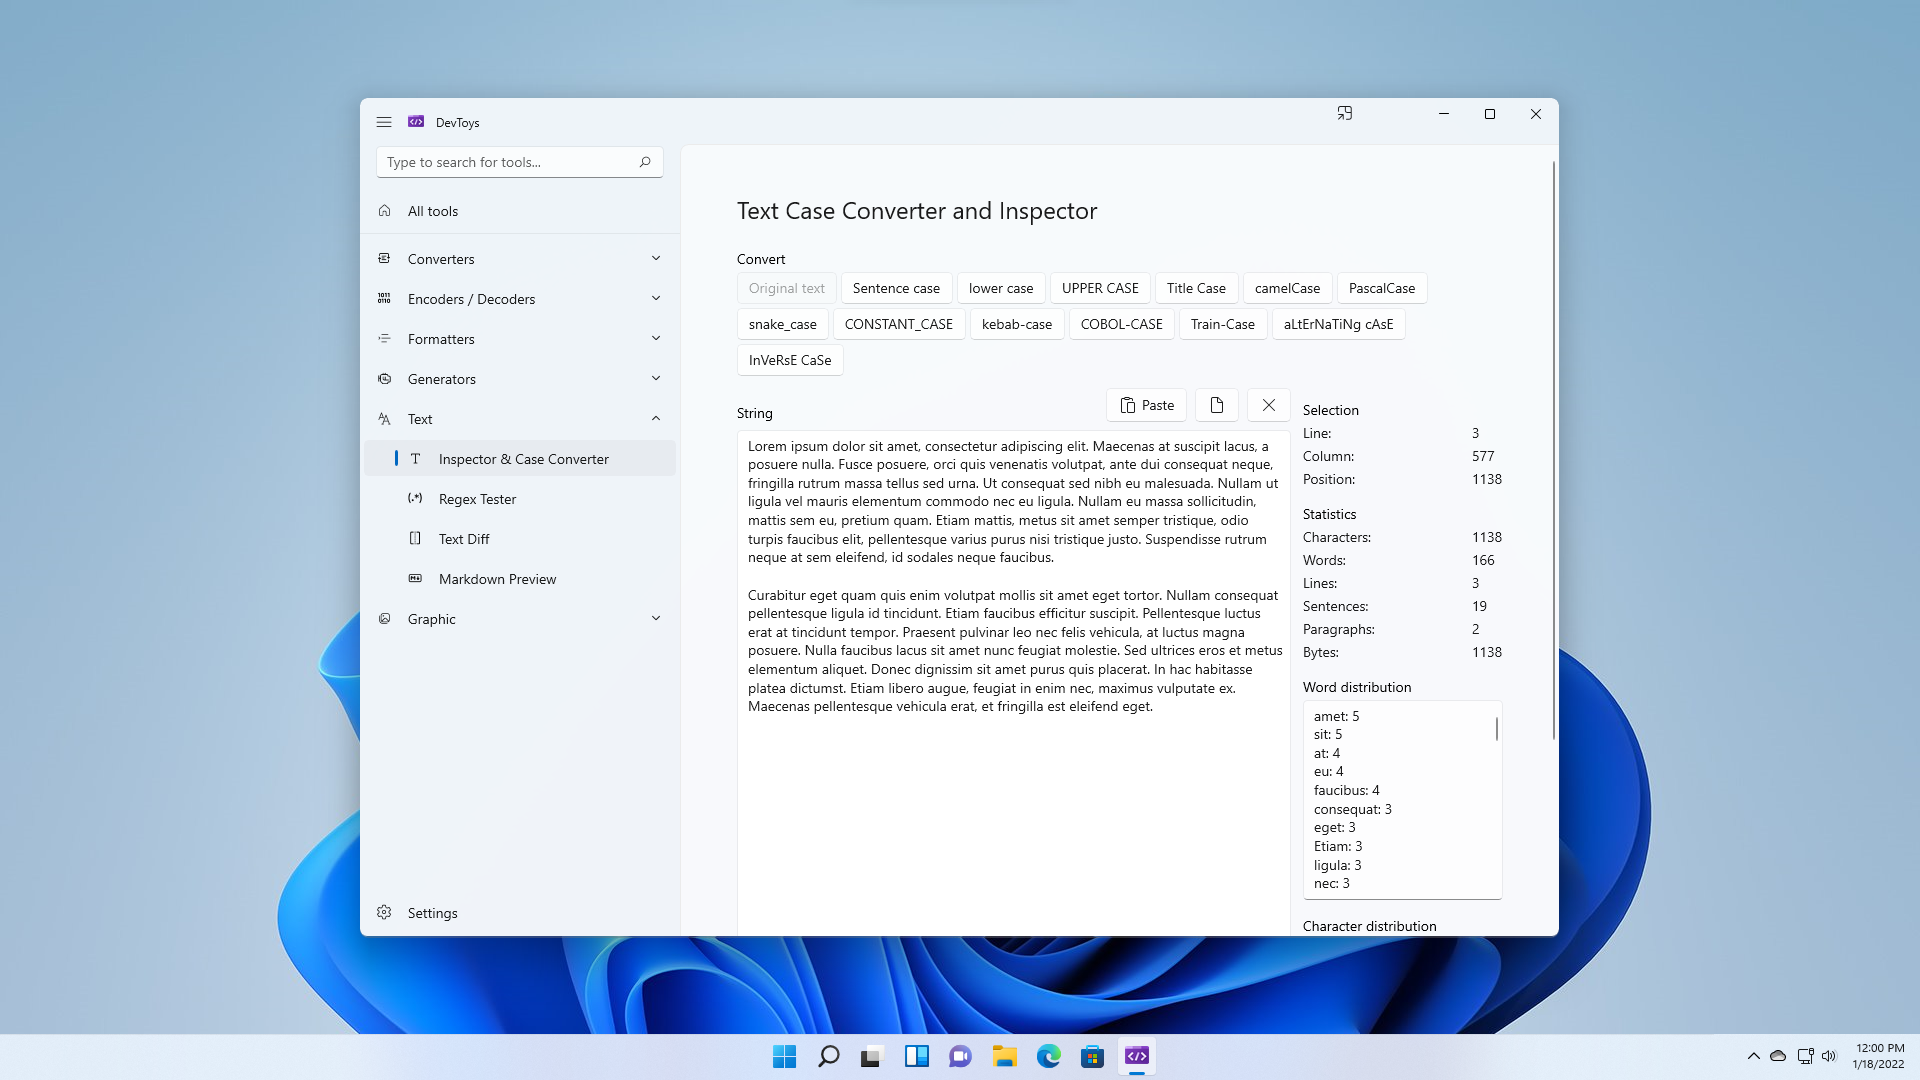 DevToys
Type to search for tools...
All tools
Converters
Encoders / Decoders
Formatters
Generators
Text
Inspector & Case Converter
Regex Tester
Text Diff
Markdown Preview
Graphic
Settings
Text Case Converter and Inspector
Convert
Original text Sentence case lower case UPPER CASE Title Case camelCase PascalCase
snake_case CONSTANT_CASE kebab-case COBOL-CASE Train-Case aLtErNaTiNg cAsE
InVeRsE CaSe
String
Paste
Lorem ipsum dolor sit amet, consectetur adipiscing elit. Maecenas at suscipit lacus, a
posuere nulla. Fusce posuere, orci quis venenatis volutpat, ante dui consequat neque,
fringilla rutrum massa tellus sed urna. Ut consequat sed nibh eu malesuada. Nullam ut
ligula vel mauris elementum commodo nec eu ligula. Nullam eu massa sollicitudin,
mattis sem eu, pretium quam. Etiam mattis, metus sit amet semper tristique, odio
turpis faucibus elit, pellentesque varius purus nisi tristique justo. Suspendisse rutrum
neque at sem eleifend, id sodales neque faucibus.
Curabitur eget quam quis enim volutpat mollis sit amet eget tortor. Nullam consequat
pellentesque ligula id tincidunt. Etiam faucibus efficitur suscipit. Pellentesque luctus
erat at tincidunt tempor. Praesent pulvinar leo nec felis vehicula, at luctus magna
posuere. Nulla faucibus lacus sit amet nunc feugiat molestie. Sed ultrices eros et metus
elementum aliquet. Donec dignissim sit amet purus quis placerat. In hac habitasse
platea dictumst. Etiam libero augue, feugiat in enim nec, maximus vulputate ex.
Maecenas pellentesque vehicula erat, et fringilla est eleifend eget.
Selection
Line: 3
Column: 577
Position: 1138
Statistics
Characters: 1138
Words: 166
Lines: 3
Sentences: 19
Paragraphs: 2
Bytes: 1138
Word distribution
amet: 5
sit: 5
at: 4
eu: 4
faucibus: 4
consequat: 3
eget: 3
Etiam: 3
ligula: 3
nec: 3
Character distribution
12:00 PM
1/18/2022